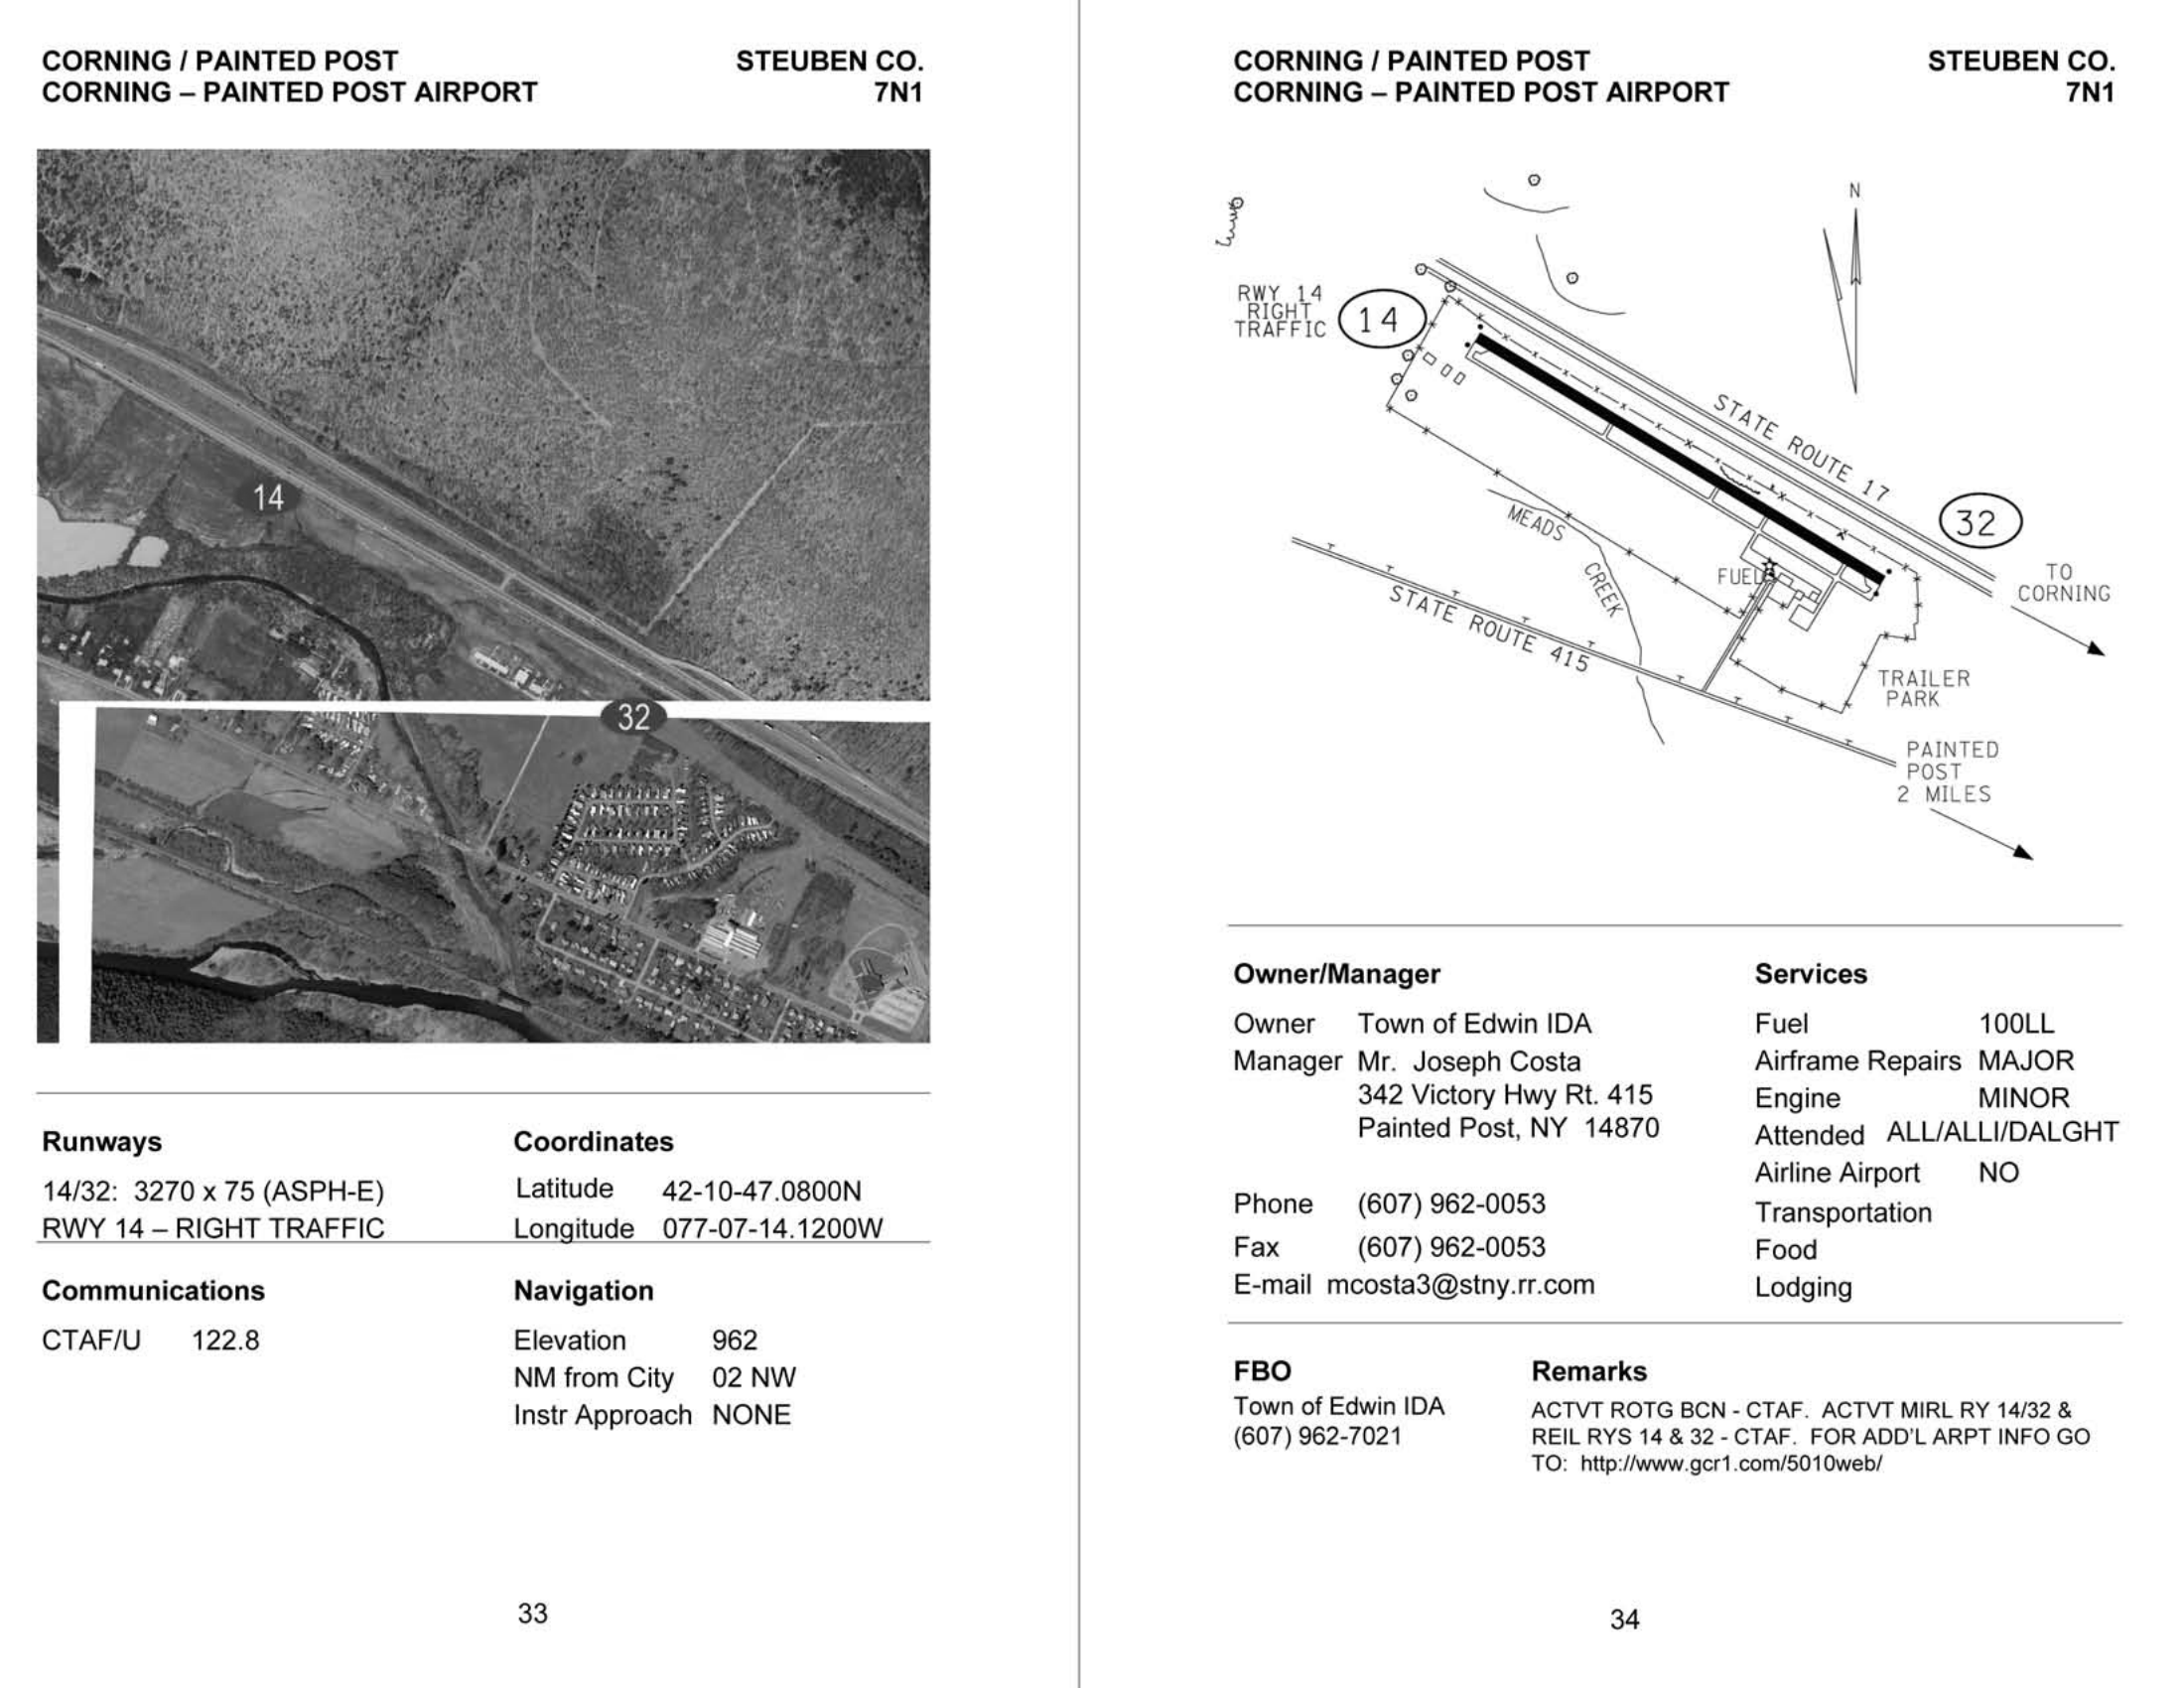 CORNING / PAINTED POST STEUBEN CO.
CORNING – PAINTED POST AIRPORT 7N1
14
32
Runways
14/32: 3270 x 75 (ASPH-E)
RWY 14 – RIGHT TRAFFIC
Coordinates
Latitude 42-10-47.0800N
Longitude 077-07-14.1200W
Communications
CTAF/U 122.8
Navigation
Elevation 962
NM from City 02 NW
Instr Approach NONE
33
CORNING / PAINTED POST STEUBEN CO.
CORNING – PAINTED POST AIRPORT 7N1
N
RWY 14
RIGHT
TRAFFIC
14
STATE ROUTE 17
32
MEADS
CREEK
FUEL
TO
CORNING
STATE ROUTE 415
TRAILER
PARK
PAINTED
POST
2 MILES
Owner/Manager
Owner Town of Edwin IDA
Manager Mr. Joseph Costa
342 Victory Hwy Rt. 415
Painted Post, NY 14870
Phone (607) 962-0053
Fax (607) 962-0053
E-mail mcosta3@stny.rr.com
Services
Fuel 100LL
Airframe Repairs MAJOR
Engine MINOR
Attended ALL/ALLI/DALGHT
Airline Airport NO
Transportation
Food
Lodging
FBO
Town of Edwin IDA
(607) 962-7021
Remarks
ACTVT ROTG BCN - CTAF. ACTVT MIRL RY 14/32 &
REIL RYS 14 & 32 - CTAF. FOR ADD'L ARPT INFO GO
TO: http://www.gcr1.com/5010web/
34